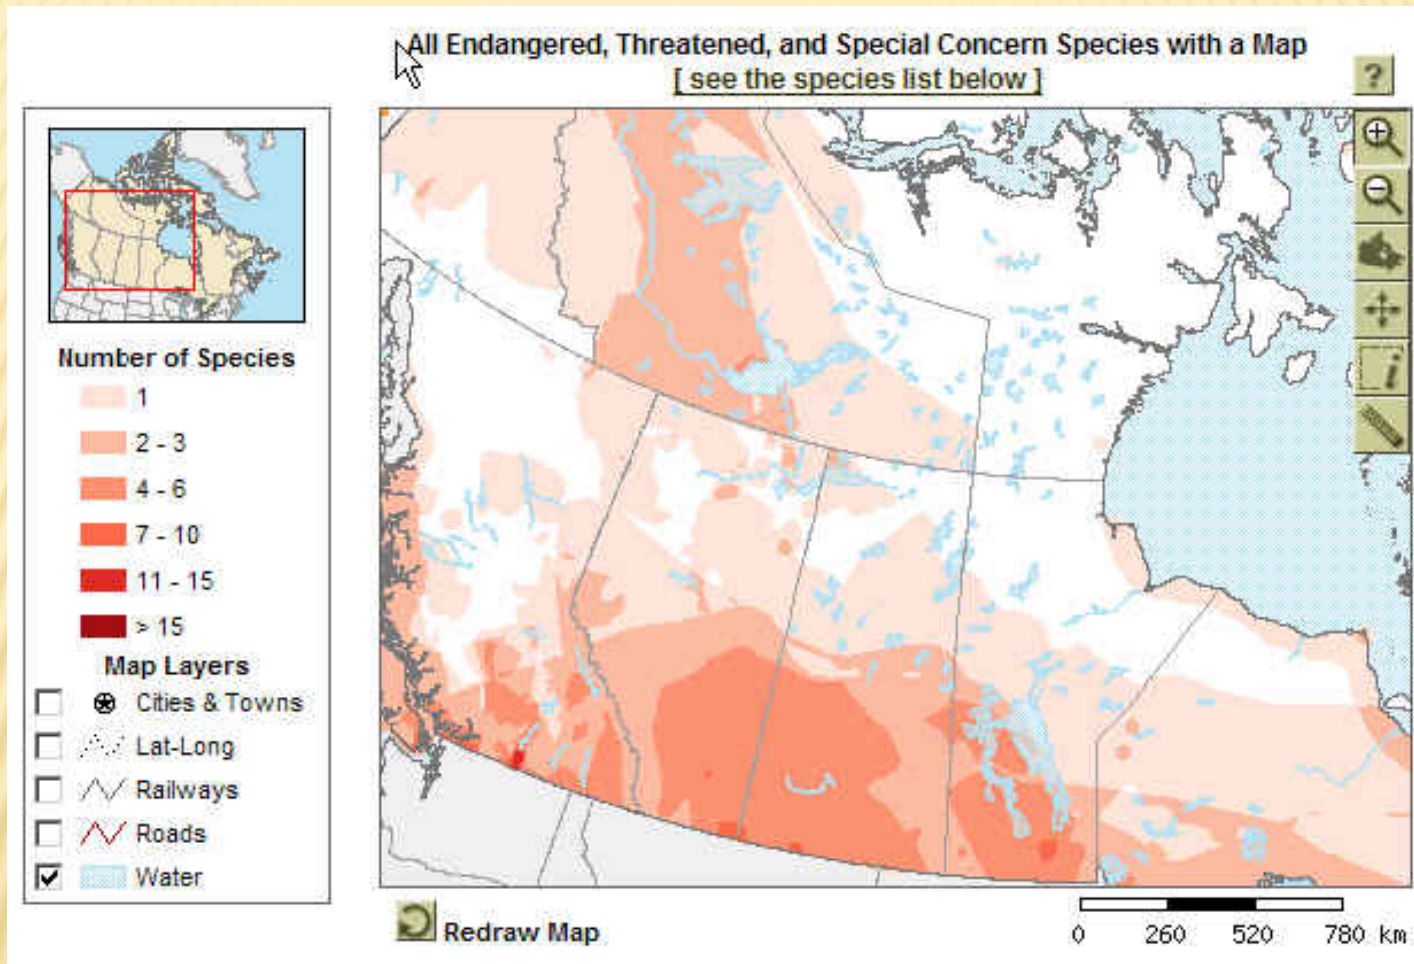 All Endangered, Threatened, and Special Concern Species with a Map
[ see the species list below ]
?
Number of Species
1
2 - 3
4 - 6
7 - 10
11 - 15
> 15
Map Layers
Cities & Towns
Lat-Long
Railways
Roads
Water
Redraw Map
0 260 520 780 km